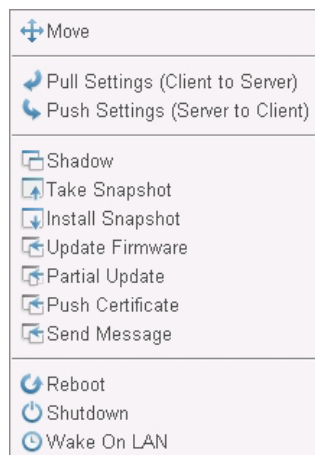 Move
Pull Settings (Client to Server)
Push Settings (Server to Client)
Shadow
Take Snapshot
Install Snapshot
Update Firmware
Partial Update
Push Certificate
Send Message
Reboot
Shutdown
Wake On LAN